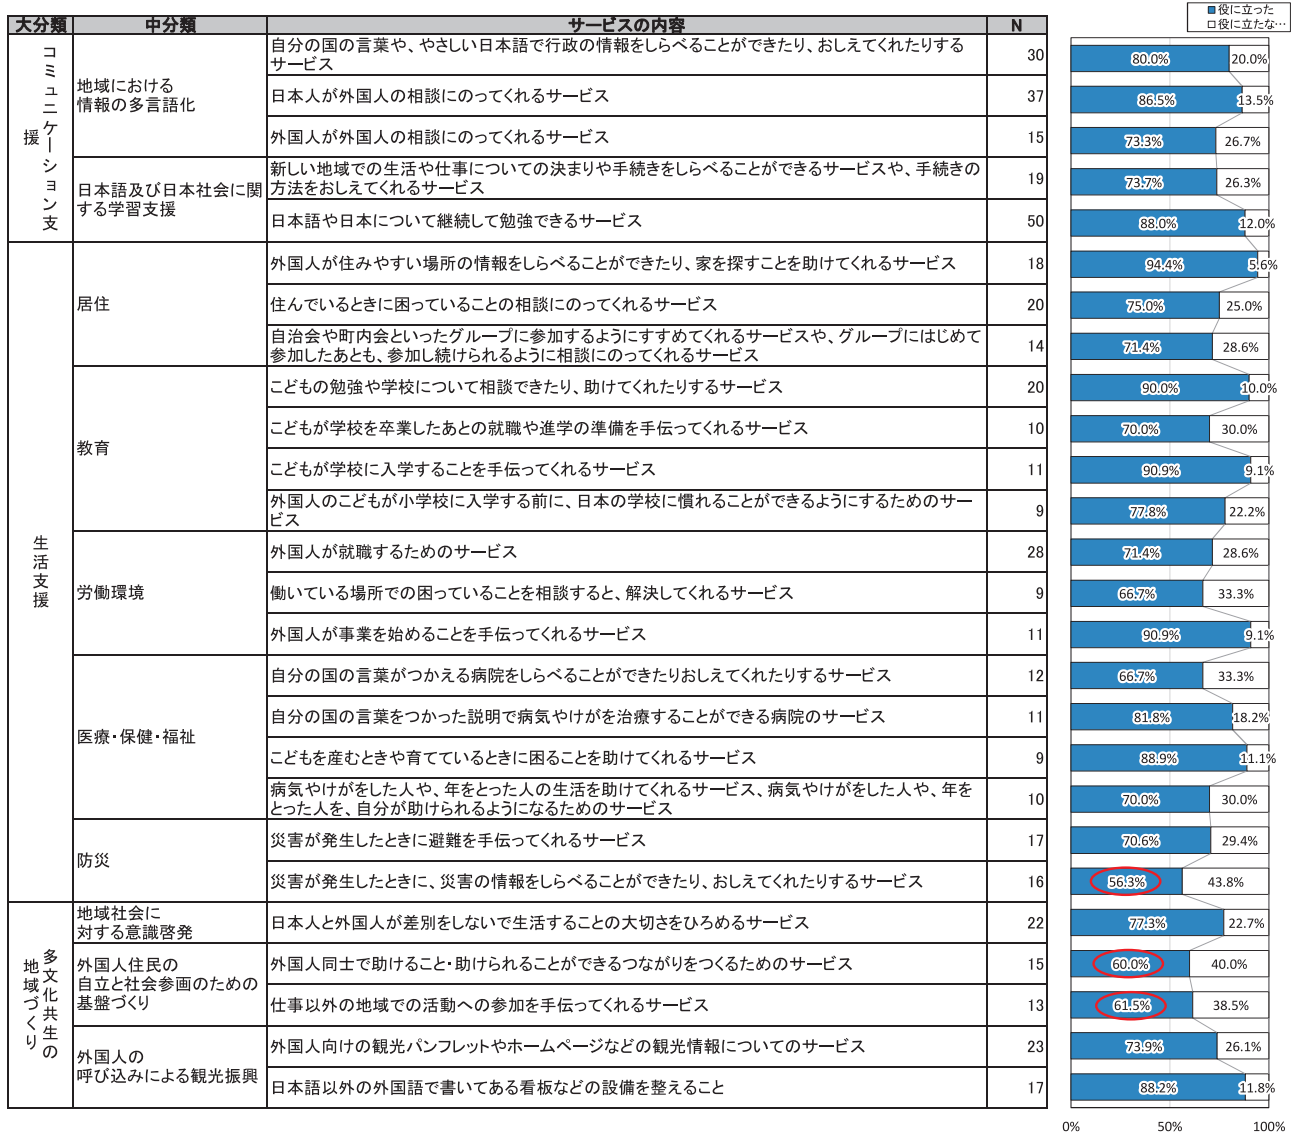 役に立った
役に立たな…
大分類 中分類 サービスの内容 N
コミュニケーション支援
地域における
情報の多言語化
自分の国の言葉や、やさしい日本語で行政の情報をしらべることができたり、おしえてくれたりする
サービス
30 80.0% 20.0%
日本人が外国人の相談にのってくれるサービス 37 86.5% 13.5%
外国人が外国人の相談にのってくれるサービス 15 73.3% 26.7%
日本語及び日本社会に関
する学習支援
新しい地域での生活や仕事についての決まりや手続きをしらべることができるサービスや、手続きの
方法をおしえてくれるサービス
19 73.7% 26.3%
日本語や日本について継続して勉強できるサービス 50 88.0% 12.0%
生活支援
居住
外国人が住みやすい場所の情報をしらべることができたり、家を探すことを助けてくれるサービス 18 94.4% 5.6%
住んでいるときに困っていることの相談にのってくれるサービス 20 75.0% 25.0%
自治会や町内会といったグループに参加するようにすすめてくれるサービスや、グループにはじめて
参加したあとも、参加し続けられるように相談にのってくれるサービス
14 71.4% 28.6%
教育
こどもの勉強や学校について相談できたり、助けてくれたりするサービス 20 90.0% 10.0%
こどもが学校を卒業したあとの就職や進学の準備を手伝ってくれるサービス 10 70.0% 30.0%
こどもが学校に入学することを手伝ってくれるサービス 11 90.9% 9.1%
外国人のこどもが小学校に入学する前に、日本の学校に慣れることができるようにするためのサー
ビス
9 77.8% 22.2%
労働環境
外国人が就職するためのサービス 28 71.4% 28.6%
働いている場所での困っていることを相談すると、解決してくれるサービス 9 66.7% 33.3%
外国人が事業を始めることを手伝ってくれるサービス 11 90.9% 9.1%
医療・保健・福祉
自分の国の言葉がつかえる病院をしらべることができたりおしえてくれたりするサービス 12 66.7% 33.3%
自分の国の言葉をつかった説明で病気やけがを治療することができる病院のサービス 11 81.8% 18.2%
こどもを産むときや育てているときに困ることを助けてくれるサービス 9 88.9% 11.1%
病気やけがをした人や、年をとった人の生活を助けてくれるサービス、病気やけがをした人や、年を
とった人を、自分が助けられるようになるためのサービス
10 70.0% 30.0%
防災
災害が発生したときに避難を手伝ってくれるサービス 17 70.6% 29.4%
災害が発生したときに、災害の情報をしらべることができたり、おしえてくれたりするサービス 16 56.3% 43.8%
多文化共生の
地域づくり
地域社会に
対する意識啓発
日本人と外国人が差別をしないで生活することの大切さをひろめるサービス 22 77.3% 22.7%
外国人住民の
自立と社会参画のための
基盤づくり
外国人同士で助けること・助けられることができるつながりをつくるためのサービス 15 60.0% 40.0%
仕事以外の地域での活動への参加を手伝ってくれるサービス 13 61.5% 38.5%
外国人の
呼び込みによる観光振興
外国人向けの観光パンフレットやホームページなどの観光情報についてのサービス 23 73.9% 26.1%
日本語以外の外国語で書いてある看板などの設備を整えること 17 88.2% 11.8%
0% 50% 100%